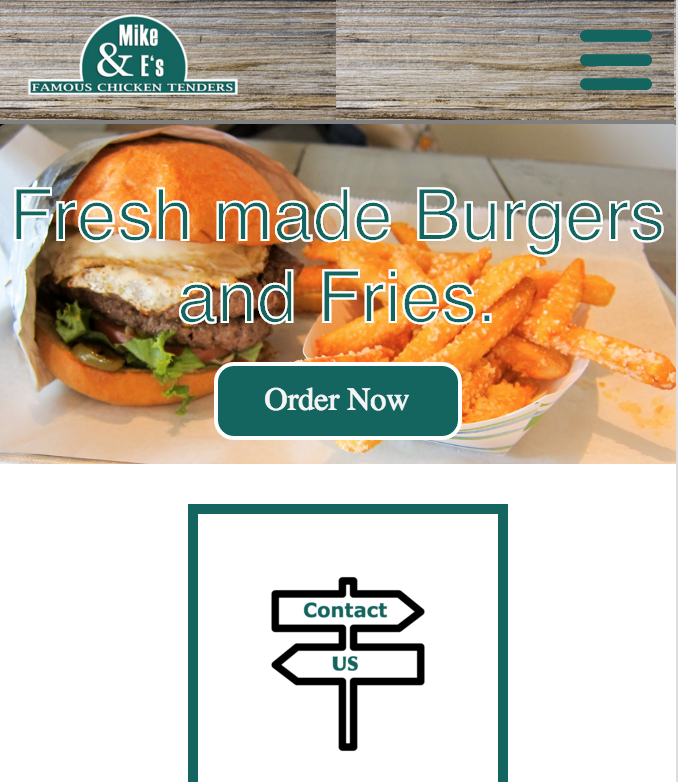 Mike
& E's
FAMOUS CHICKEN TENDERS
Fresh made Burgers
and Fries.
Order Now
Contact
US